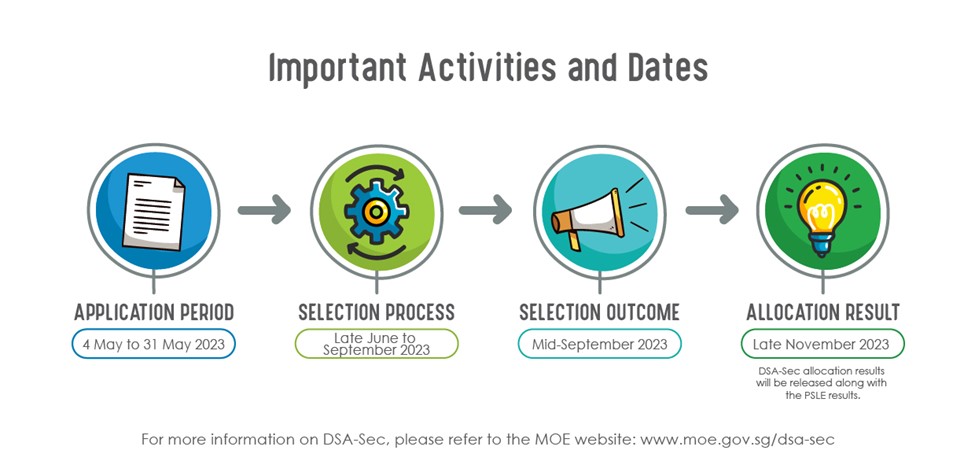 Important Activities and Dates
APPLICATION PERIOD
4 May to 31 May 2023
SELECTION PROCESS
Late June to
September 2023
SELECTION OUTCOME
Mid-September 2023
ALLOCATION RESULT
Late November 2023
DSA-Sec allocation results
will be released along with
the PSLE results.
For more information on DSA-Sec, please refer to the MOE website: www.moe.gov.sg/dsa-sec